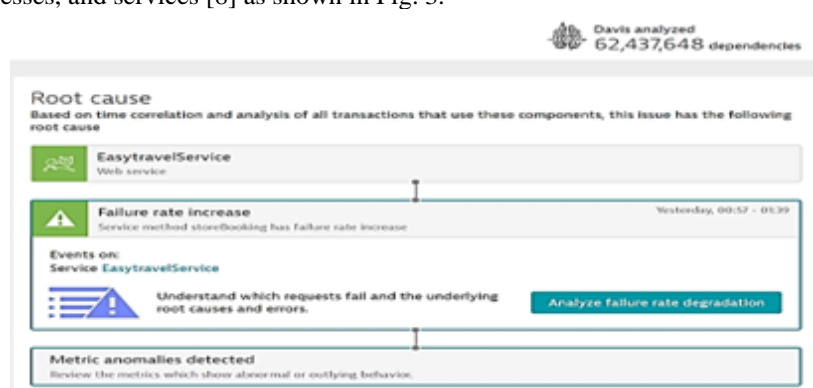 esses, and services [8] as shown in Fig. 3.
Davis analyzed
62,437,648 dependencies
Root cause
Based on time correlation and analysis of all transactions that use these components, this issue has the following
root cause
EasytravelService
Web service
Failure rate increase
Yesterday, 00:57 - 01:39
Service method storeBooking has failure rate increase
Events on:
Service EasytravelService
Understand which requests fail and the underlying
root causes and errors.
Analyze failure rate degradation
Metric anomalies detected
Review the metrics which show abnormal or outlying behavior.